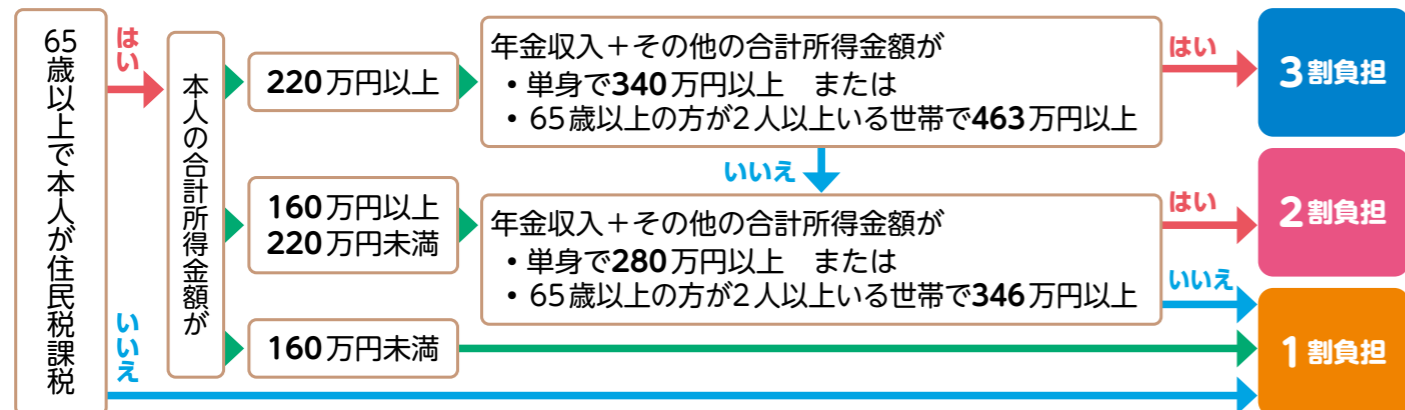 65歳以上で本人が住民税課税
はい
いいえ
本人の合計所得金額が
220万円以上
年金収入＋その他の合計所得金額が
・単身で340万円以上　または
・65歳以上の方が2人以上いる世帯で463万円以上
はい
3割負担
いいえ
160万円以上
220万円未満
年金収入＋その他の合計所得金額が
・単身で280万円以上　または
・65歳以上の方が2人以上いる世帯で346万円以上
はい
2割負担
いいえ
160万円未満
1割負担